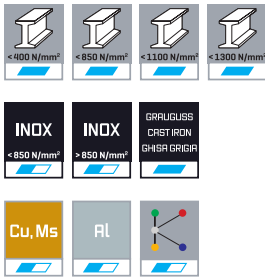 <400 N/mm² <850 N/mm² <1100 N/mm² <1300 N/mm²
INOX INOX GRAUGUSS
CAST IRON
GHISA GRIGIA
<850 N/mm² >850 N/mm²
Cu, Ms Al